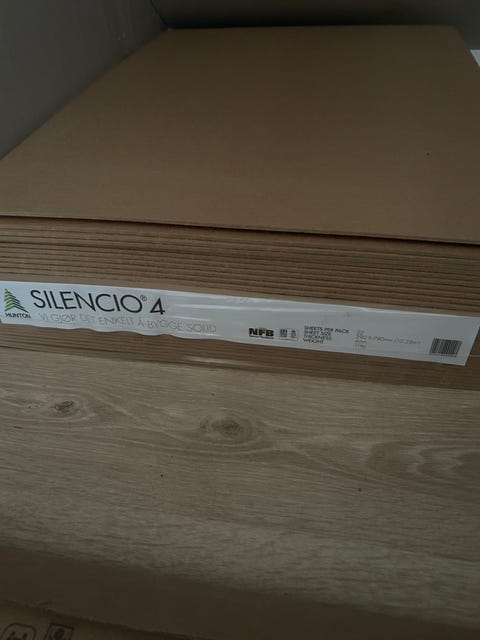 HUNTON
SILENCIO® 4
VI GJØR DET ENKELT Å BYGGE SOLID
NFB
SHEETS PER PACK
SHEET SIZE
THICKNESS
WEIGHT